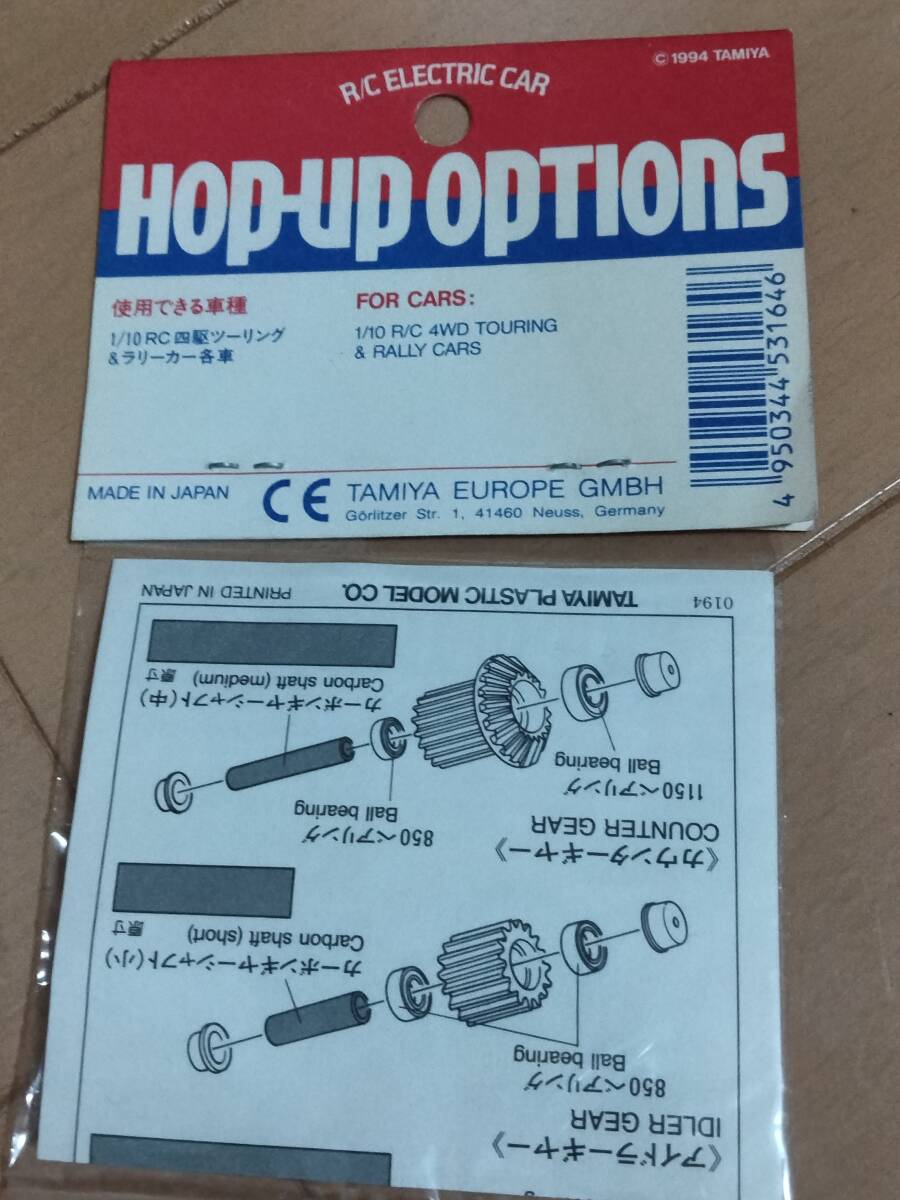 © 1994 TAMIYA
R/C ELECTRIC CAR
HOP-UP OPTIONS
使用できる車種
1/10 RC 四駆ツーリング
&ラリーカー各車
FOR CARS:
1/10 R/C 4WD TOURING
& RALLY CARS
4 950344 531646
MADE IN JAPAN
CE
TAMIYA EUROPE GMBH
Görlitzer Str. 1, 41460 Neuss, Germany
《アイドラーギヤー》
IDLER GEAR
850ベアリング
Ball bearing
カーボンギヤーシャフト(小)
Carbon shaft (short)
原寸
《カウンターギヤー》
COUNTER GEAR
850ベアリング
Ball bearing
1150ベアリング
Ball bearing
カーボンギヤーシャフト(中)
Carbon shaft (medium)
原寸
0194
TAMIYA PLASTIC MODEL CO.
PRINTED IN JAPAN